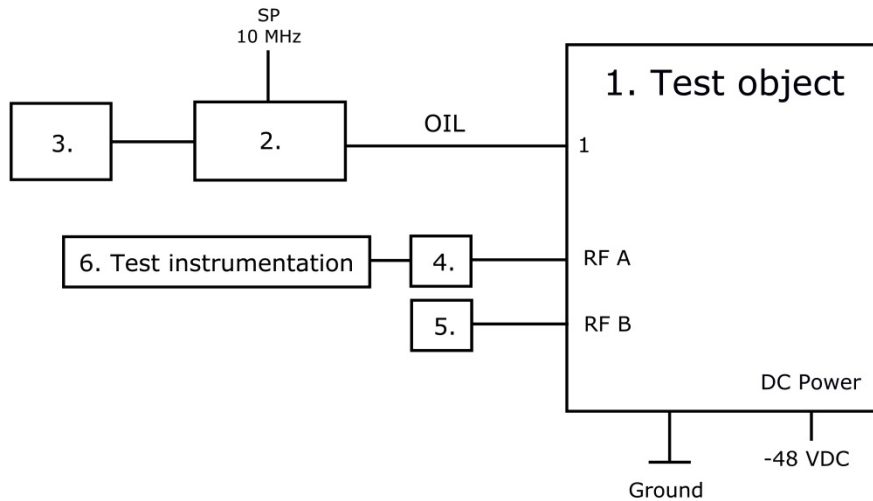 SP
10 MHz
1. Test object
3.
2.
OIL
1
6. Test instrumentation
4.
RF A
5.
RF B
DC Power
-48 VDC
Ground